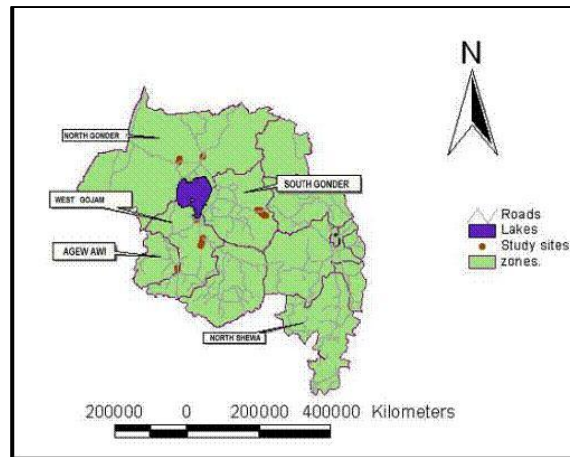 N
NORTH GONDER
SOUTH GONDER
WEST GOJAM
AGEW AWI
NORTH SHEWA
Roads
Lakes
Study sites
zones.
200000 0 200000 400000 Kilometers